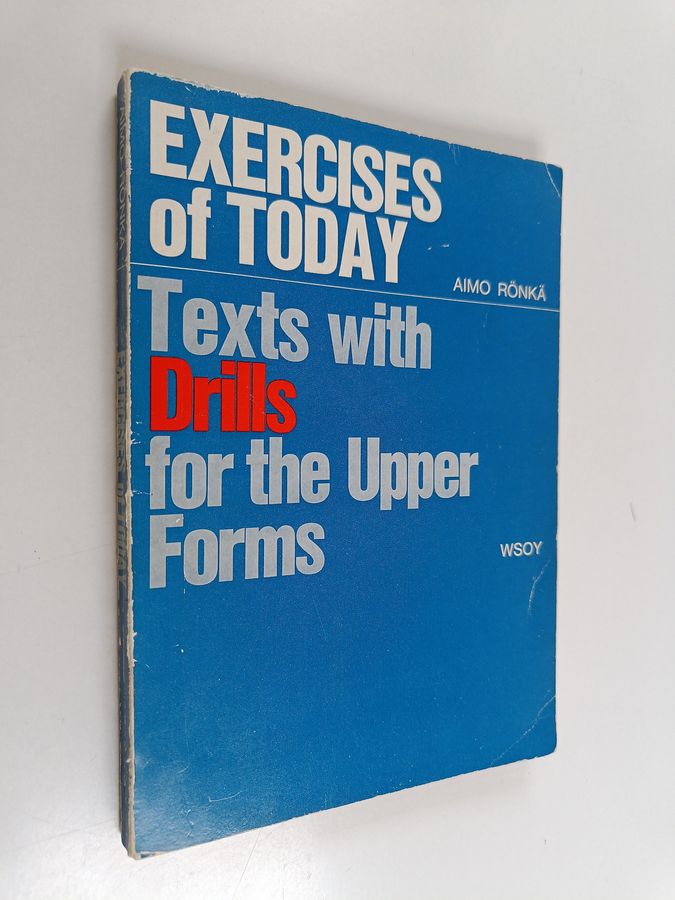 EXERCISES
of TODAY
AIMO RÖNKÄ
Texts with
Drills
for the Upper
Forms
WSOY
AIMO RÖNKÄ
EXERCISES OF TODAY